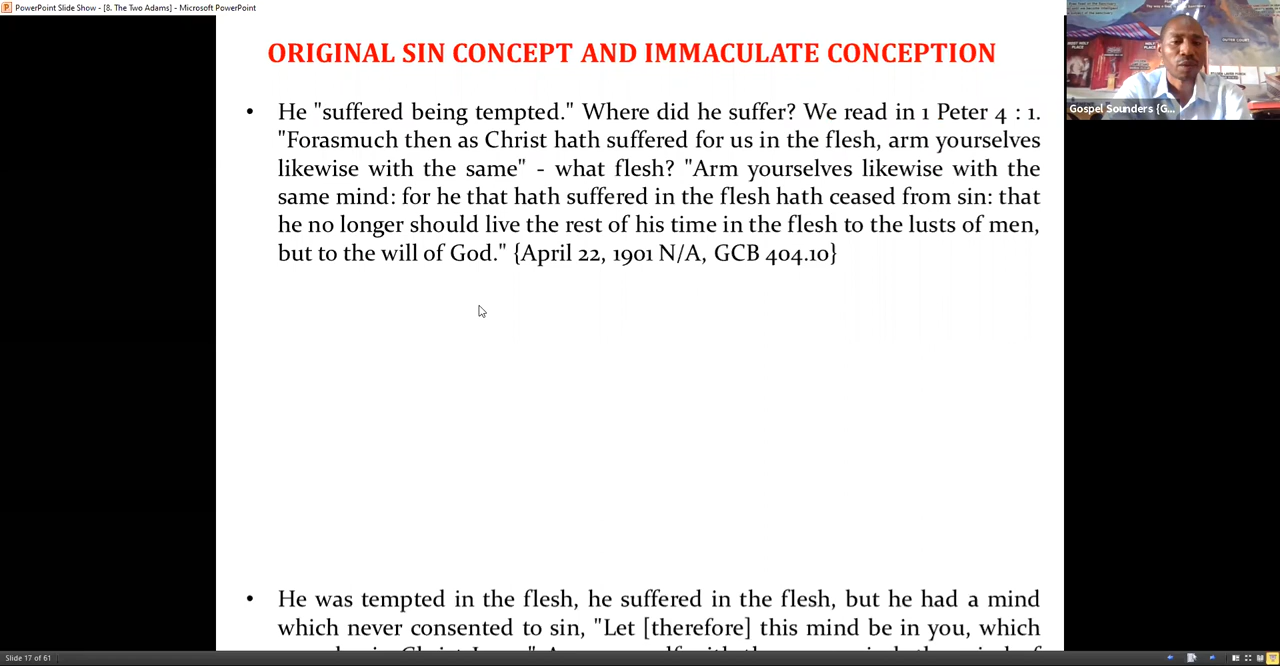 PowerPoint Slide Show - [8. The Two Adams] - Microsoft PowerPoint
ORIGINAL SIN CONCEPT AND IMMACULATE CONCEPTION
• He "suffered being tempted." Where did he suffer? We read in 1 Peter 4 : 1.
"Forasmuch then as Christ hath suffered for us in the flesh, arm yourselves
likewise with the same" - what flesh? "Arm yourselves likewise with the
same mind: for he that hath suffered in the flesh hath ceased from sin: that
he no longer should live the rest of his time in the flesh to the lusts of men,
but to the will of God." {April 22, 1901 N/A, GCB 404.10}
• He was tempted in the flesh, he suffered in the flesh, but he had a mind
which never consented to sin, "Let [therefore] this mind be in you, which
Gospel Sounders {G...
Slide 17 of 61